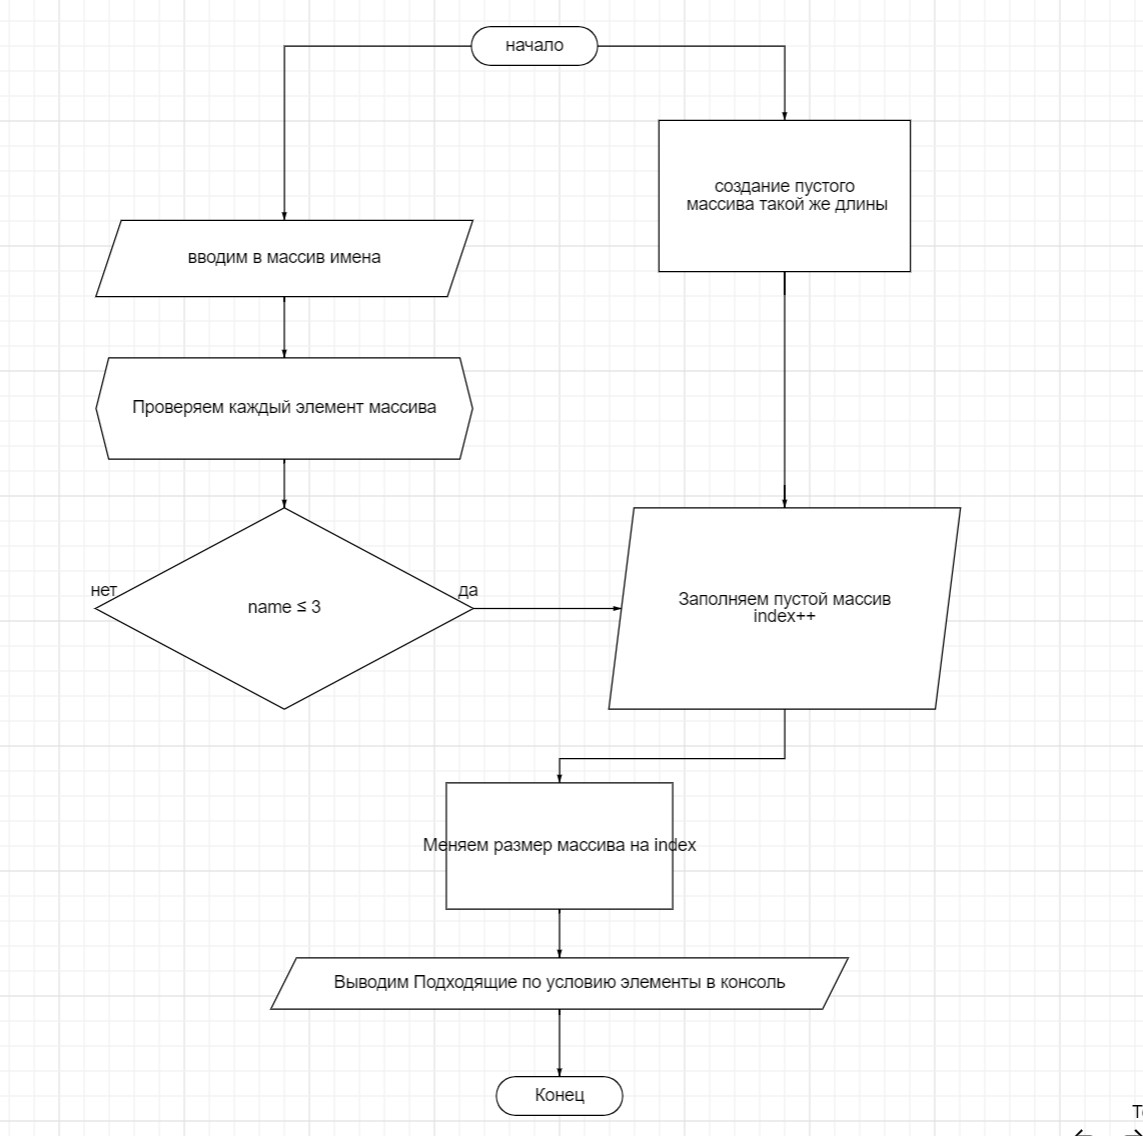 начало
создание пустого
массива такой же длины
вводим в массив имена
Проверяем каждый элемент массива
нет
да
name ≤ 3
Заполняем пустой массив
index++
Меняем размер массива на index
Выводим Подходящие по условию элементы в консоль
Конец